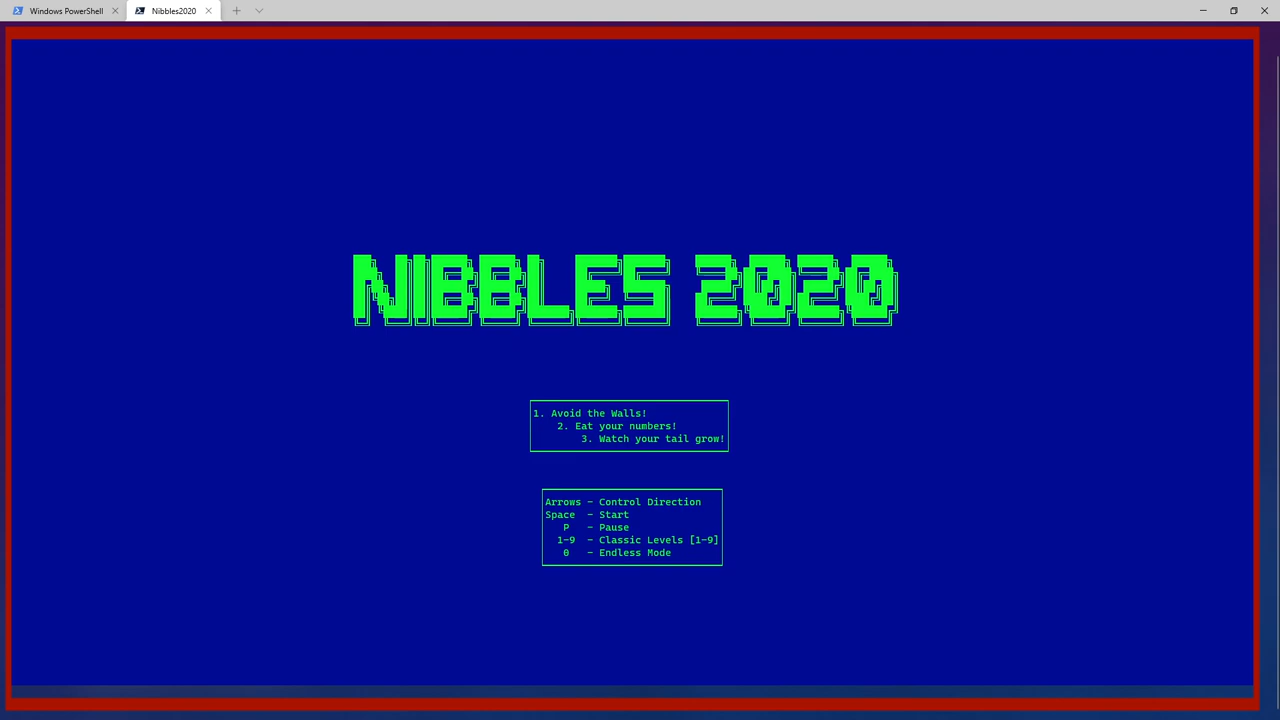 Windows PowerShell
Nibbles2020
NIBBLES 2020
1. Avoid the Walls!
2. Eat your numbers!
3. Watch your tail grow!
Arrows - Control Direction
Space - Start
P - Pause
1-9 - Classic Levels [1-9]
0 - Endless Mode